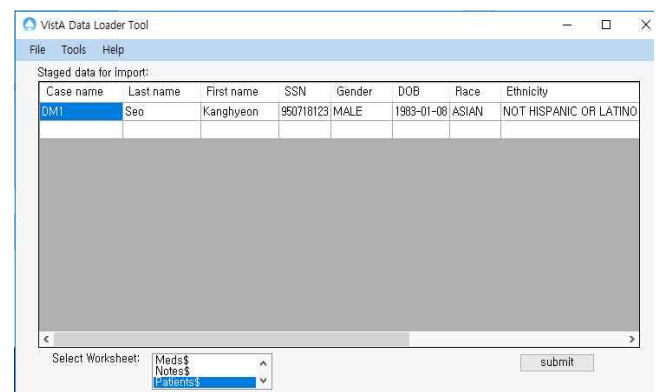 VistA Data Loader Tool
File Tools Help
Staged data for import:
Case name Last name First name SSN Gender DOB Race Ethnicity
DM1 Seo Kanghyeon 950718123 MALE 1983-01-08 ASIAN NOT HISPANIC OR LATINO
Select Worksheet: Meds$
Notes$
Patients$
submit